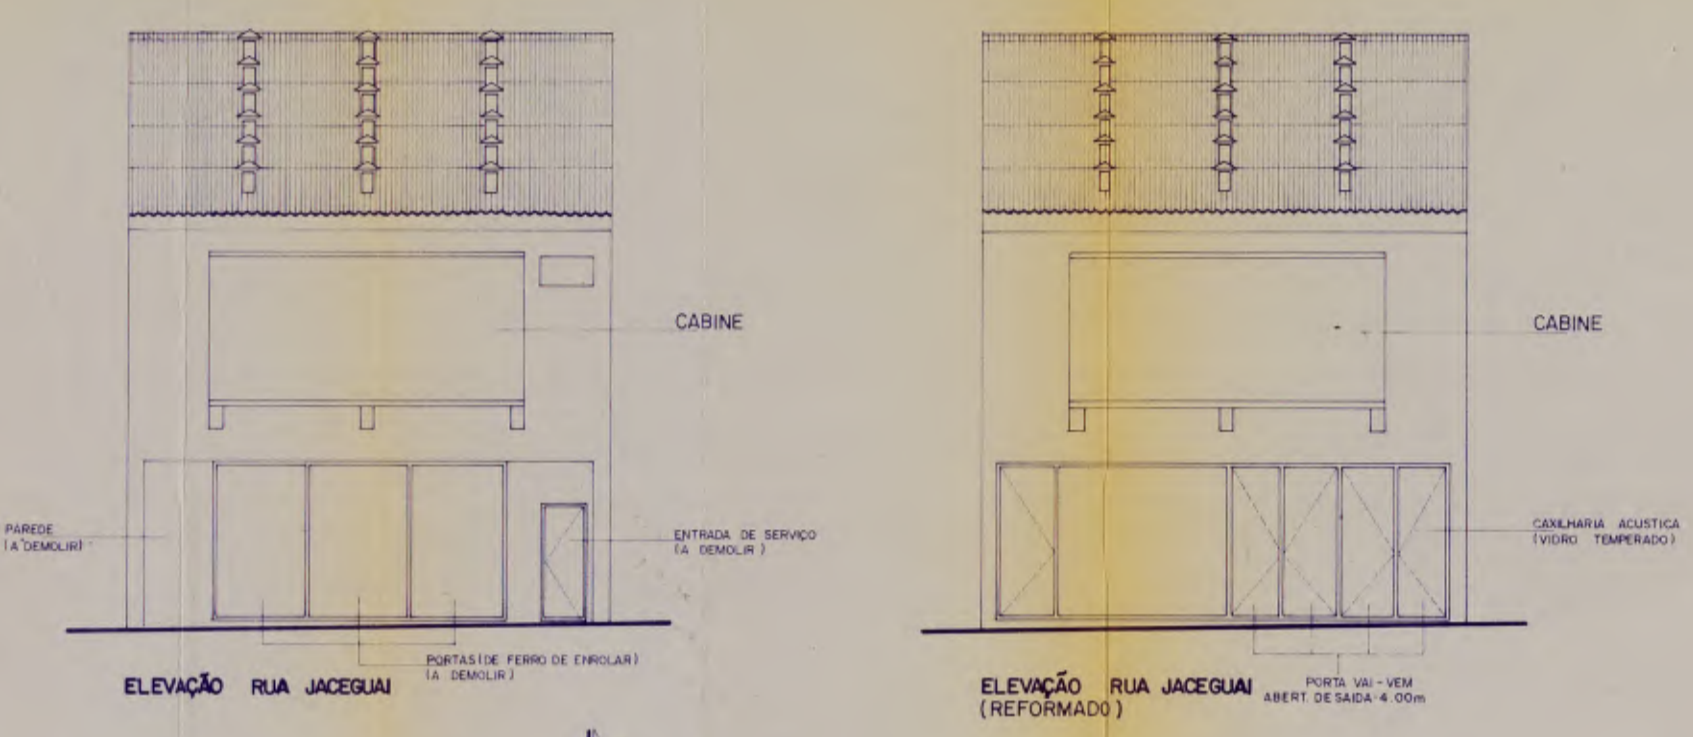 CABINE
PAREDE
(A DEMOLIR)
ENTRADA DE SERVIÇO
(A DEMOLIR)
PORTAS (DE FERRO DE ENROLAR)
(A DEMOLIR)
ELEVAÇÃO RUA JACEGUAI
CABINE
CAXILHARIA ACUSTICA
(VIDRO TEMPERADO)
PORTA VAI-VEM
ABERT. DE SAIDA-4.00m
ELEVAÇÃO RUA JACEGUAI
(REFORMADO)